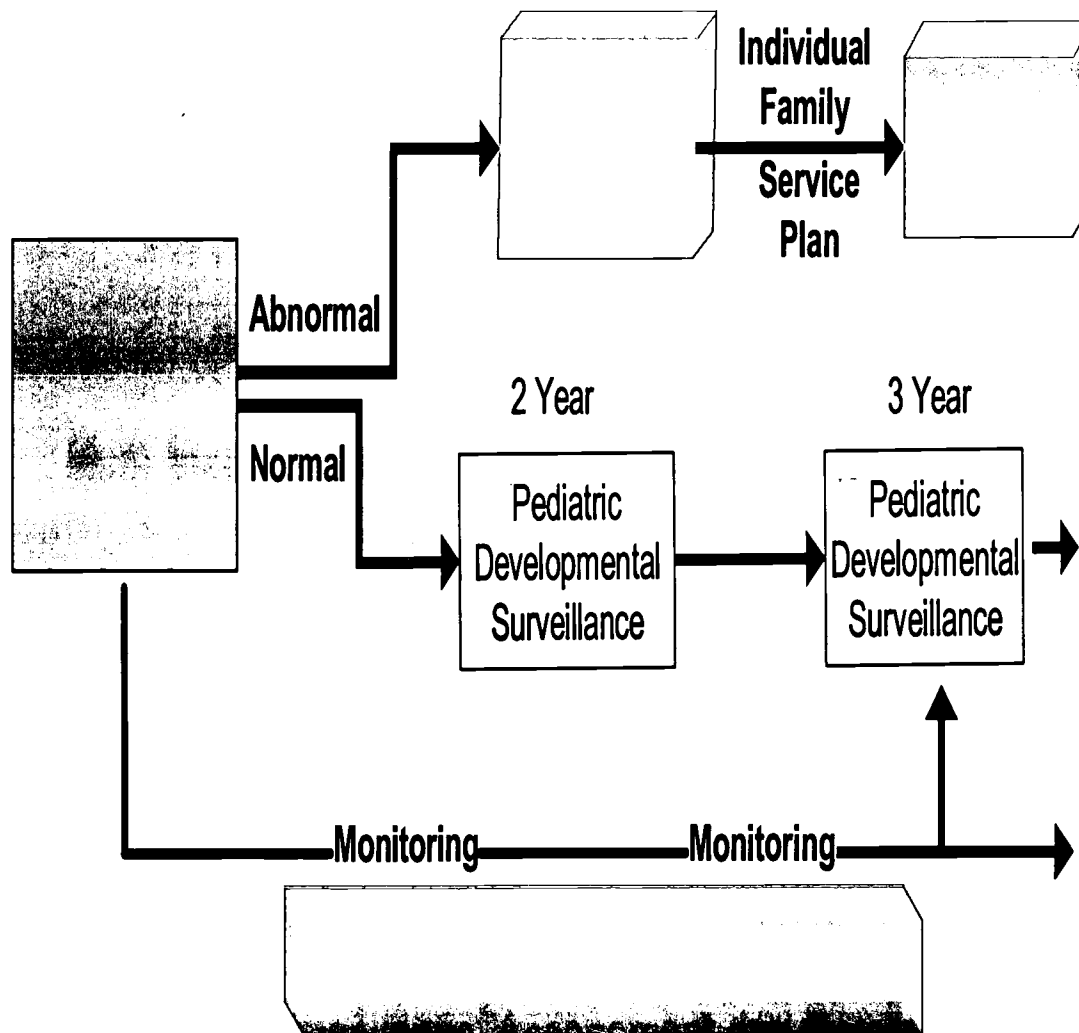 Individual
Family
Service
Plan
Abnormal
Normal
2 Year
3 Year
Pediatric
Developmental
Surveillance
Pediatric
Developmental
Surveillance
Monitoring
Monitoring